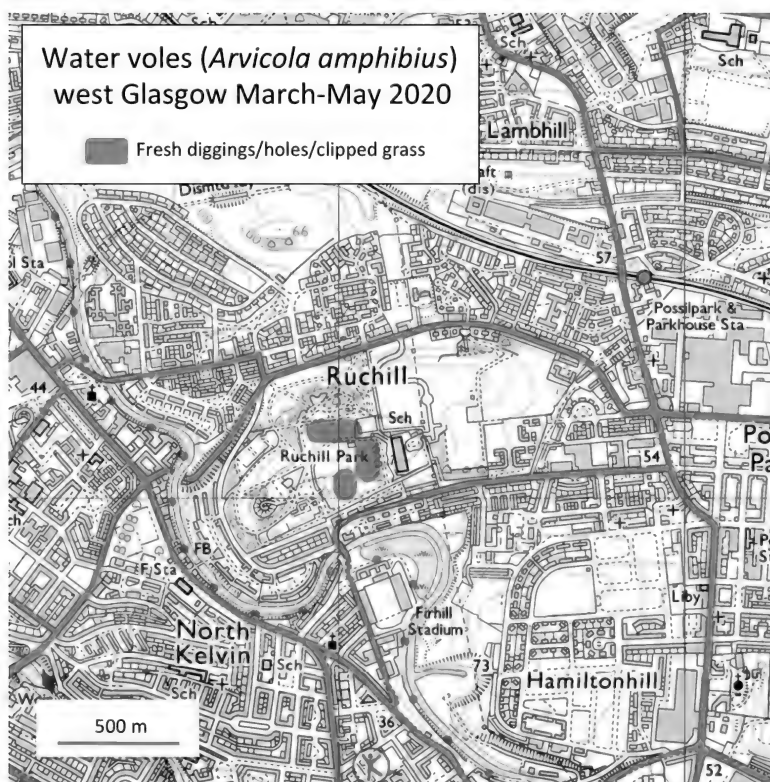 Water voles (Arvicola amphibius)
west Glasgow March-May 2020
Fresh diggings/holes/clipped grass
Sch
Sch
Lambhill
(dis)
66
57
Possilpark &
Parkhouse Sta
44
Ruchill
Sch
Ruchill Park
54
FB
Firhill
Stadium
North
Kelvin
Sch
Sch
73
Hamiltonhill
36
500 m
52